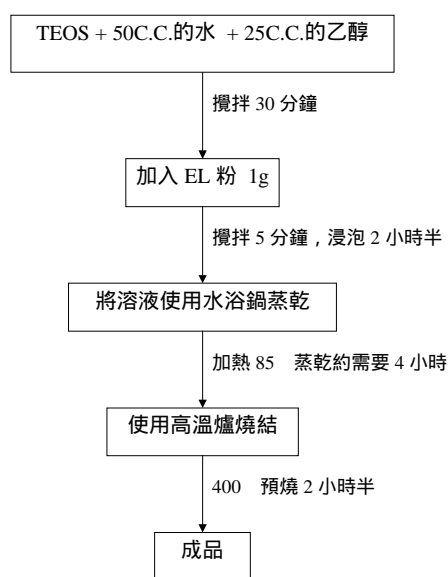 TEOS + 50C.C.的水 + 25C.C.的乙醇
攪拌 30 分鐘
加入 EL 粉 1g
攪拌 5 分鐘，浸泡 2 小時半
將溶液使用水浴鍋蒸乾
加熱 85 蒸乾約需要 4 小時
使用高溫爐燒結
400 預燒 2 小時半
成品